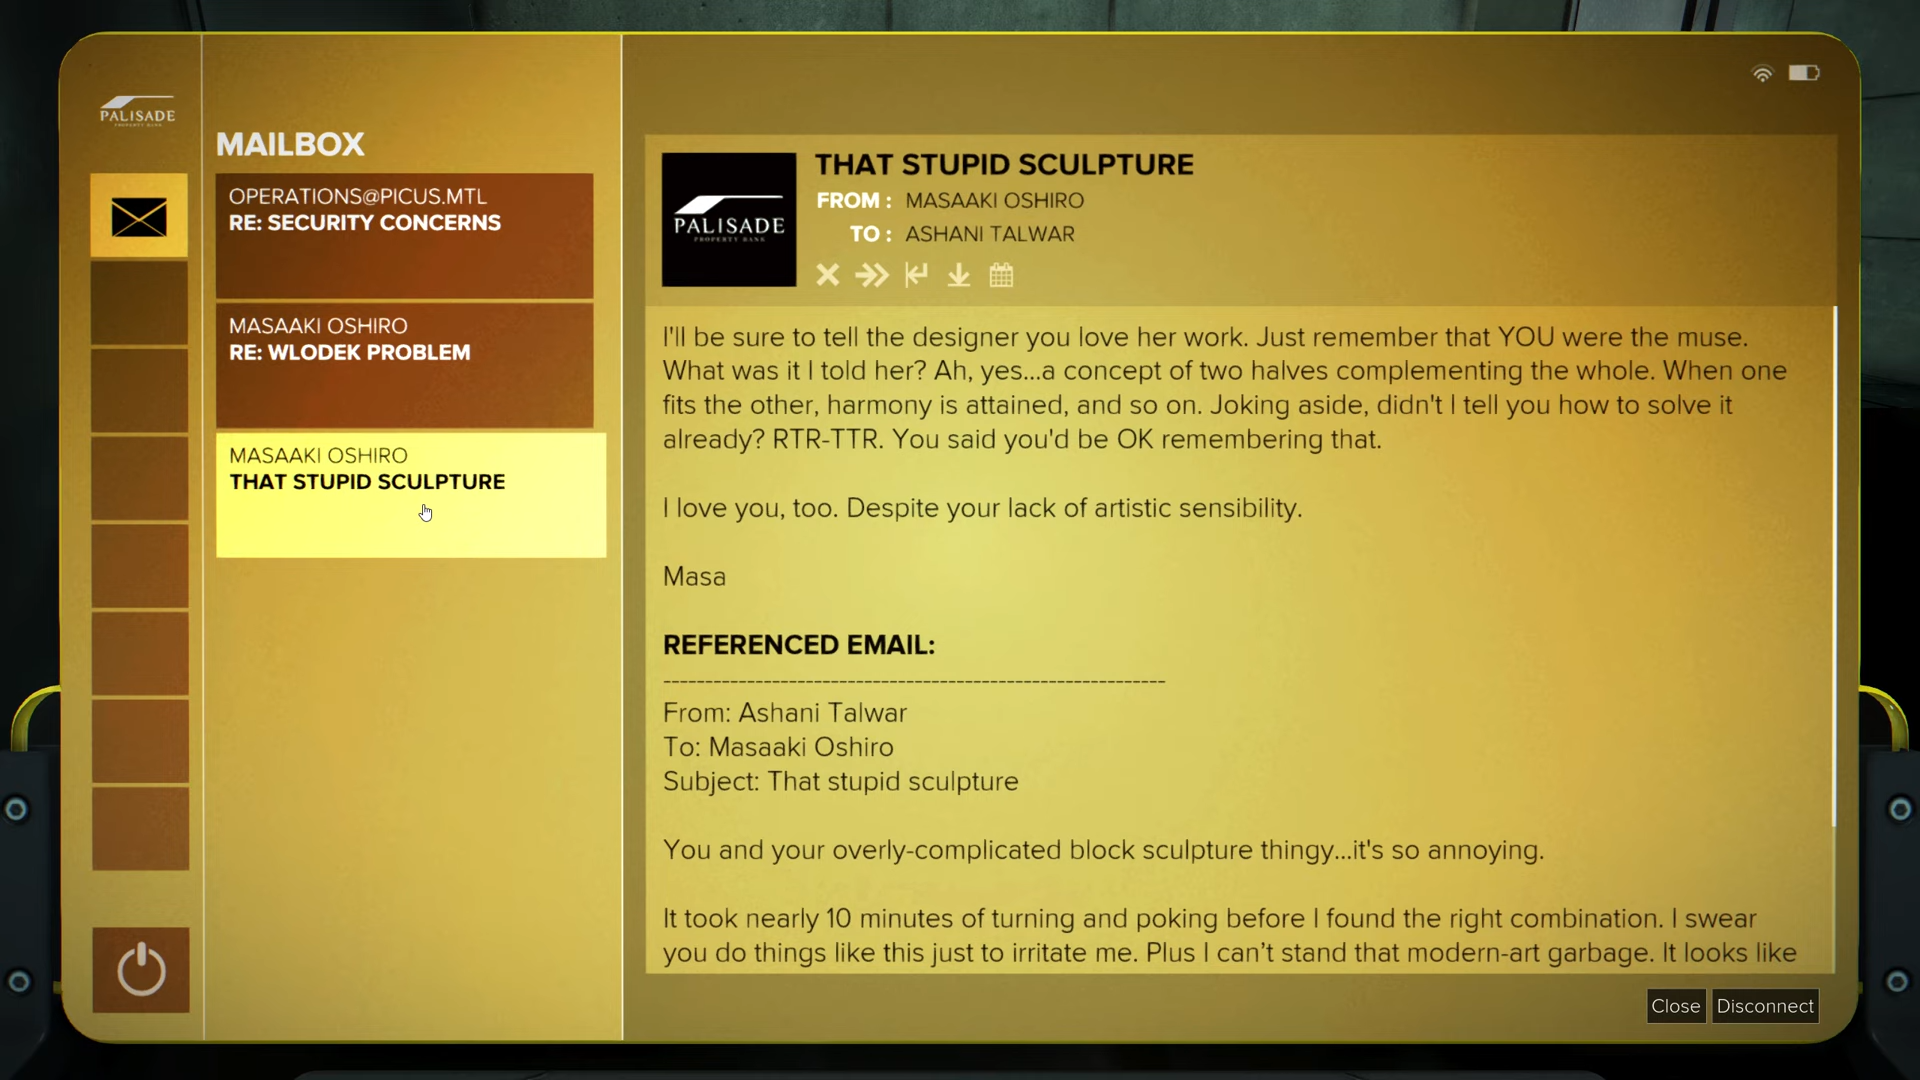 PALISADE
PROPERTY BANK
MAILBOX
OPERATIONS@PICUS.MTL
RE: SECURITY CONCERNS
MASAAKI OSHIRO
RE: WLODEK PROBLEM
MASAAKI OSHIRO
THAT STUPID SCULPTURE
PALISADE
PROPERTY BANK
THAT STUPID SCULPTURE
FROM : MASAAKI OSHIRO
TO : ASHANI TALWAR
I'll be sure to tell the designer you love her work. Just remember that YOU were the muse.
What was it I told her? Ah, yes...a concept of two halves complementing the whole. When one
fits the other, harmony is attained, and so on. Joking aside, didn't I tell you how to solve it
already? RTR-TTR. You said you'd be OK remembering that.
I love you, too. Despite your lack of artistic sensibility.
Masa
REFERENCED EMAIL:
------------------------------------------------------------
From: Ashani Talwar
To: Masaaki Oshiro
Subject: That stupid sculpture
You and your overly-complicated block sculpture thingy...it's so annoying.
It took nearly 10 minutes of turning and poking before I found the right combination. I swear
you do things like this just to irritate me. Plus I can't stand that modern-art garbage. It looks like
Close Disconnect